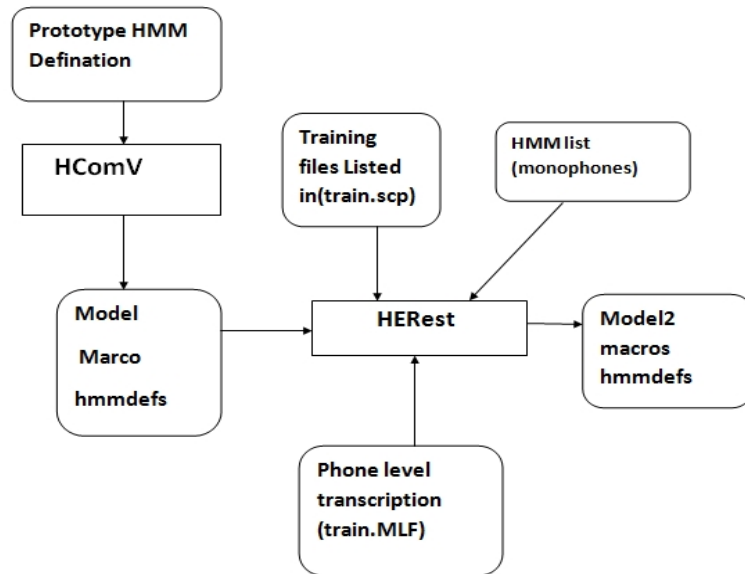 Prototype HMM
Defination
HComV
Training
files Listed
in(train.scp)
HMM list
(monophones)
Model
Marco
hmmdefs
HERest
Model2
macros
hmmdefs
Phone level
transcription
(train.MLF)